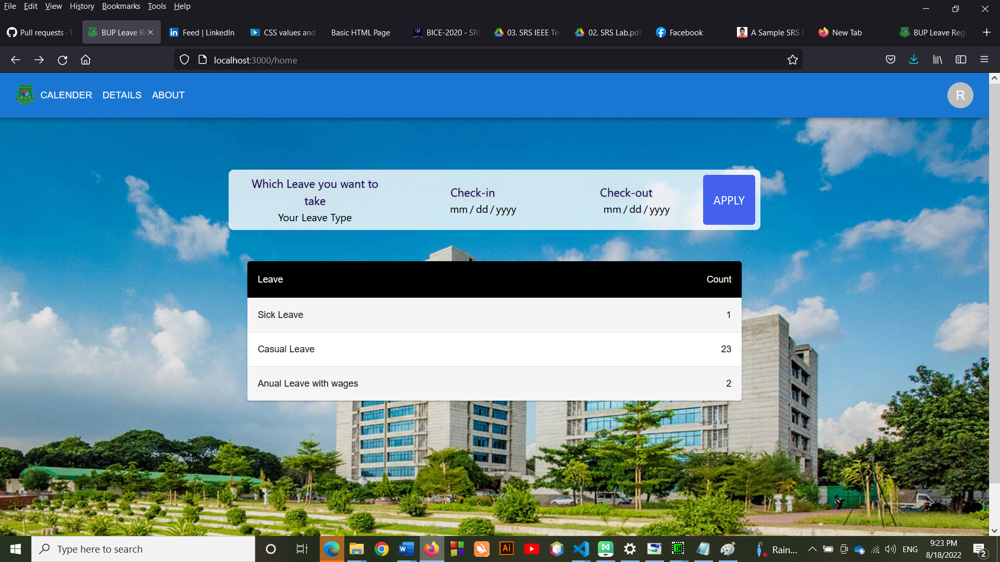 File Edit View History Bookmarks Tools Help
Pull requests · BUP Leave Re Feed | LinkedIn CSS values and Basic HTML Page BICE-2020 - SRE 03. SRS IEEE Te 02. SRS Lab.pdf Facebook A Sample SRS New Tab BUP Leave Regi
localhost:3000/home
CALENDER DETAILS ABOUT R
Which Leave you want to
take
Your Leave Type
Check-in
mm / dd / yyyy
Check-out
mm / dd / yyyy
APPLY
Leave Count
Sick Leave 1
Casual Leave 23
Anual Leave with wages 2
Type here to search
Rain...
ENG
9:23 PM
8/18/2022
2